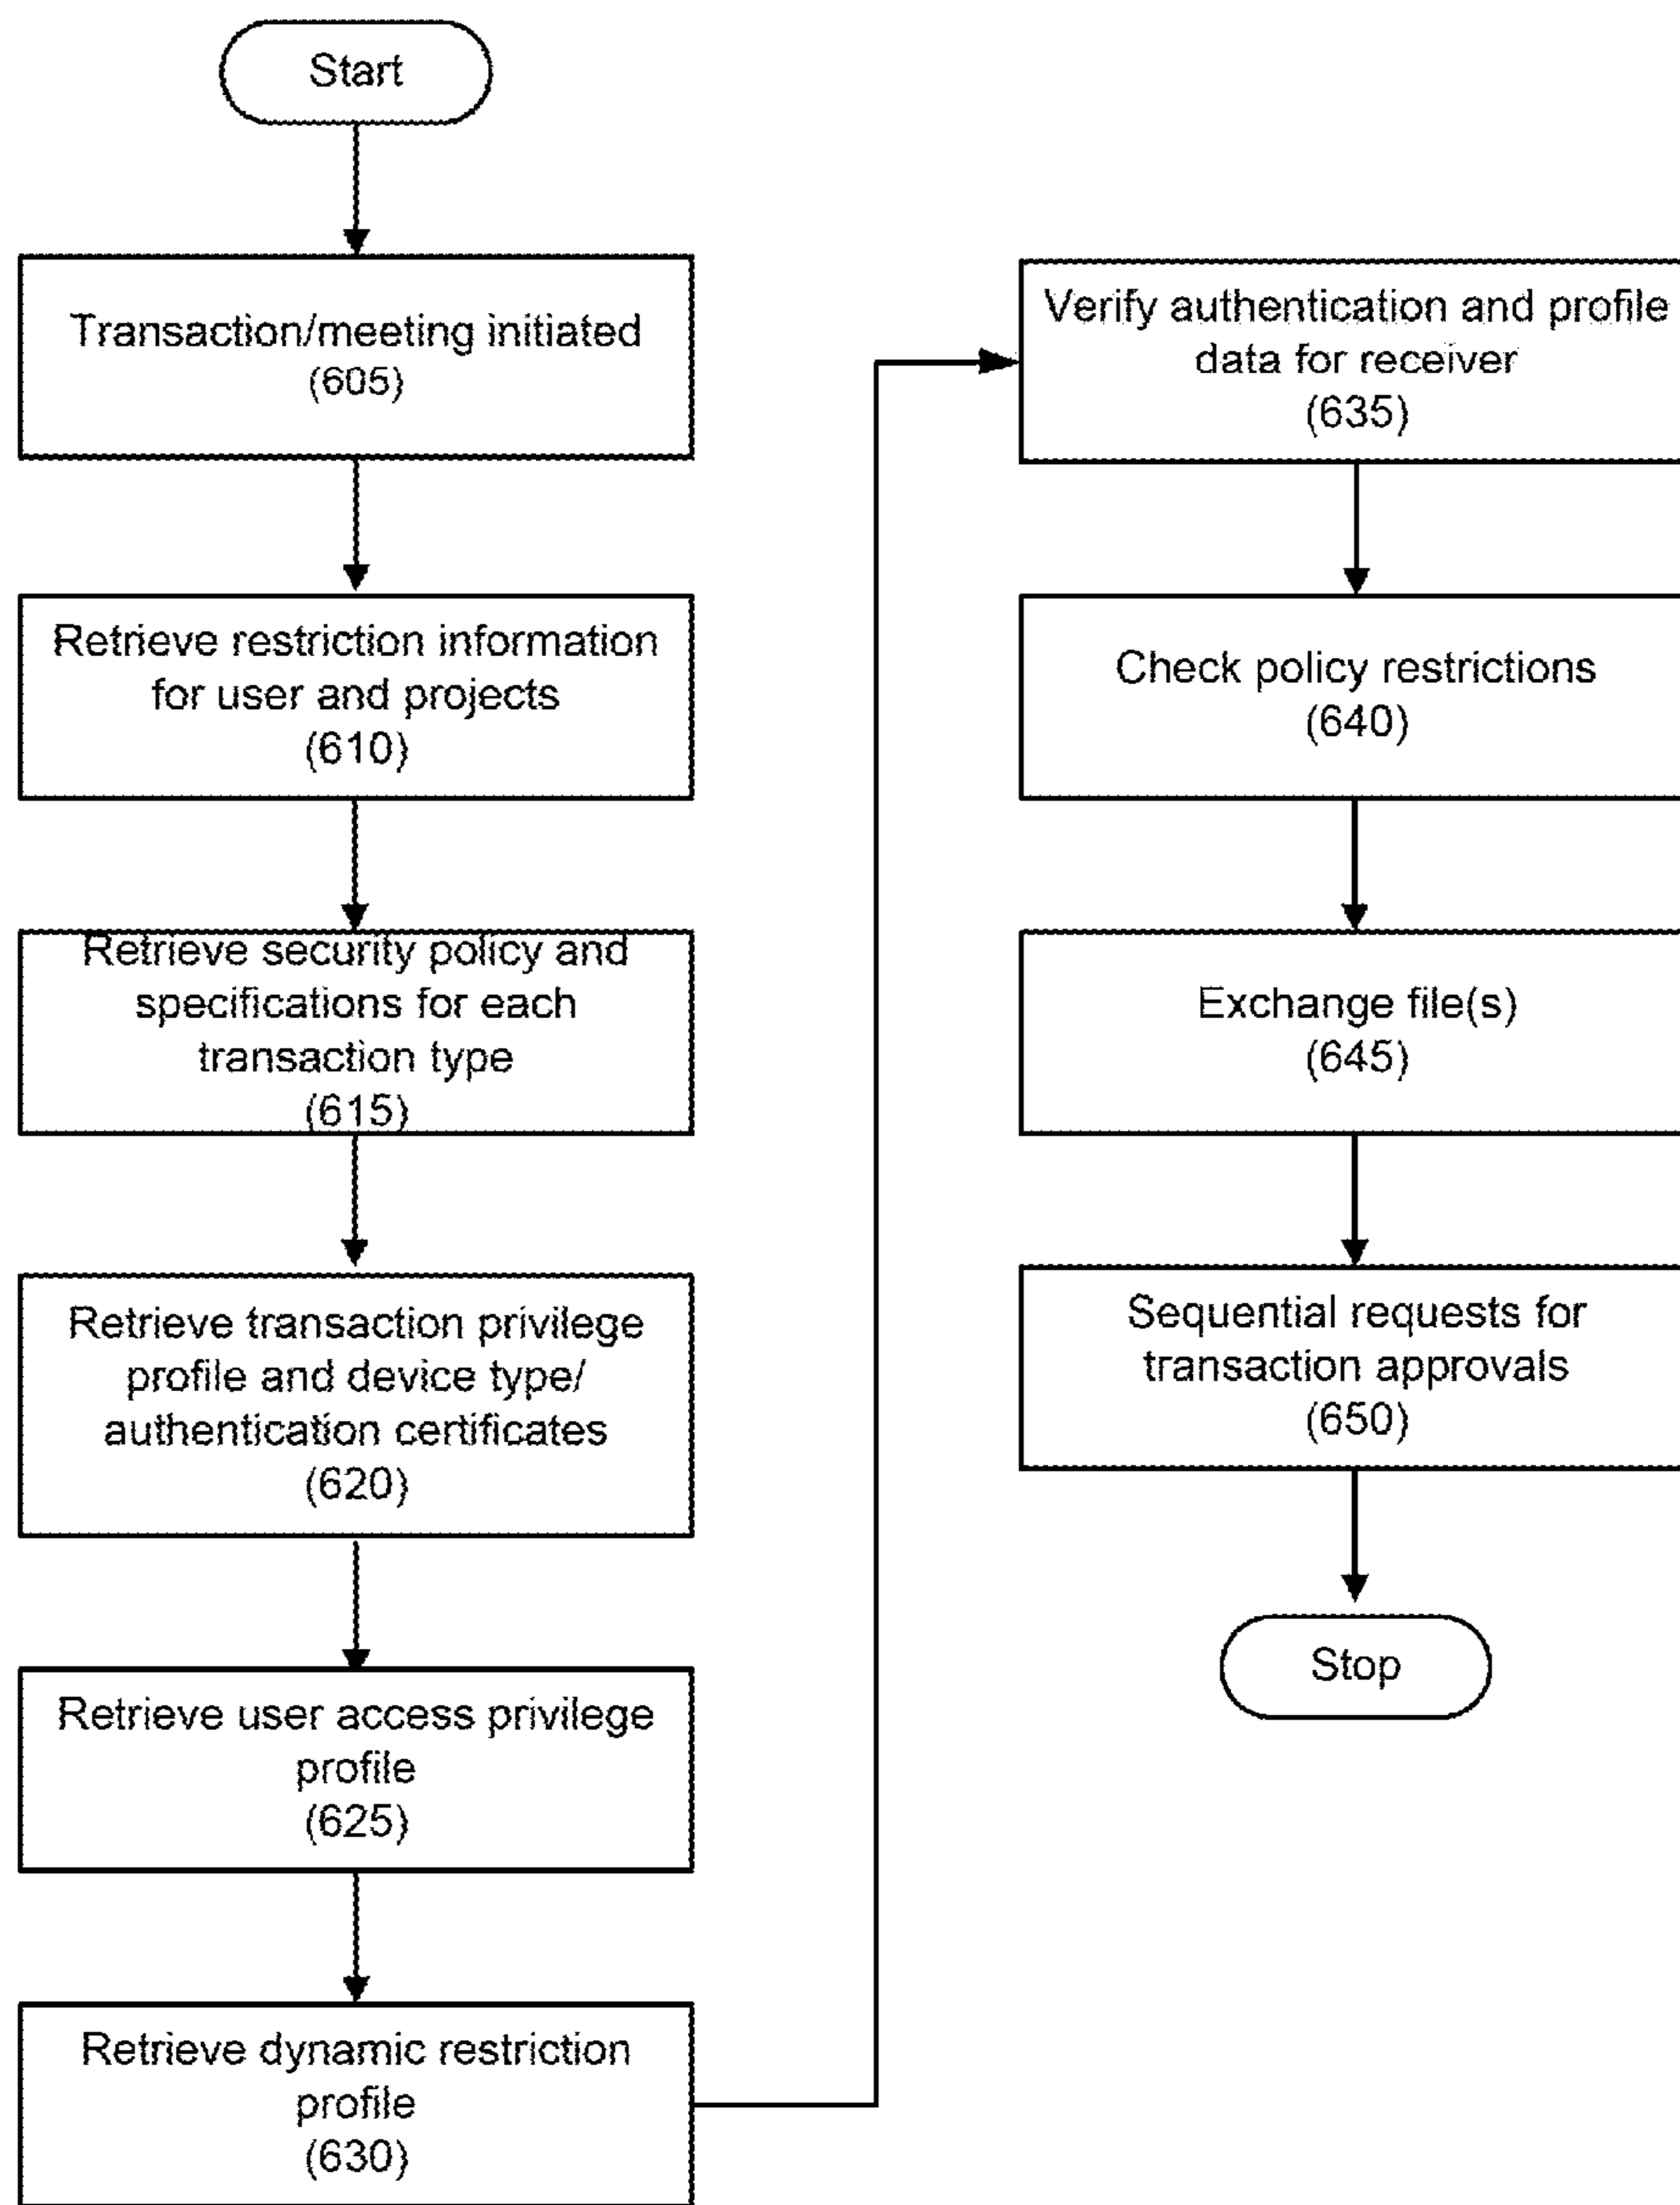 Start
Transaction/meeting initiated
(605)
Retrieve restriction information
for user and projects
(610)
Retrieve security policy and
specifications for each
transaction type
(615)
Retrieve transaction privilege
profile and device type/
authentication certificates
(620)
Retrieve user access privilege
profile
(625)
Retrieve dynamic restriction
profile
(630)
Verify authentication and profile
data for receiver
(635)
Check policy restrictions
(640)
Exchange file(s)
(645)
Sequential requests for
transaction approvals
(650)
Stop